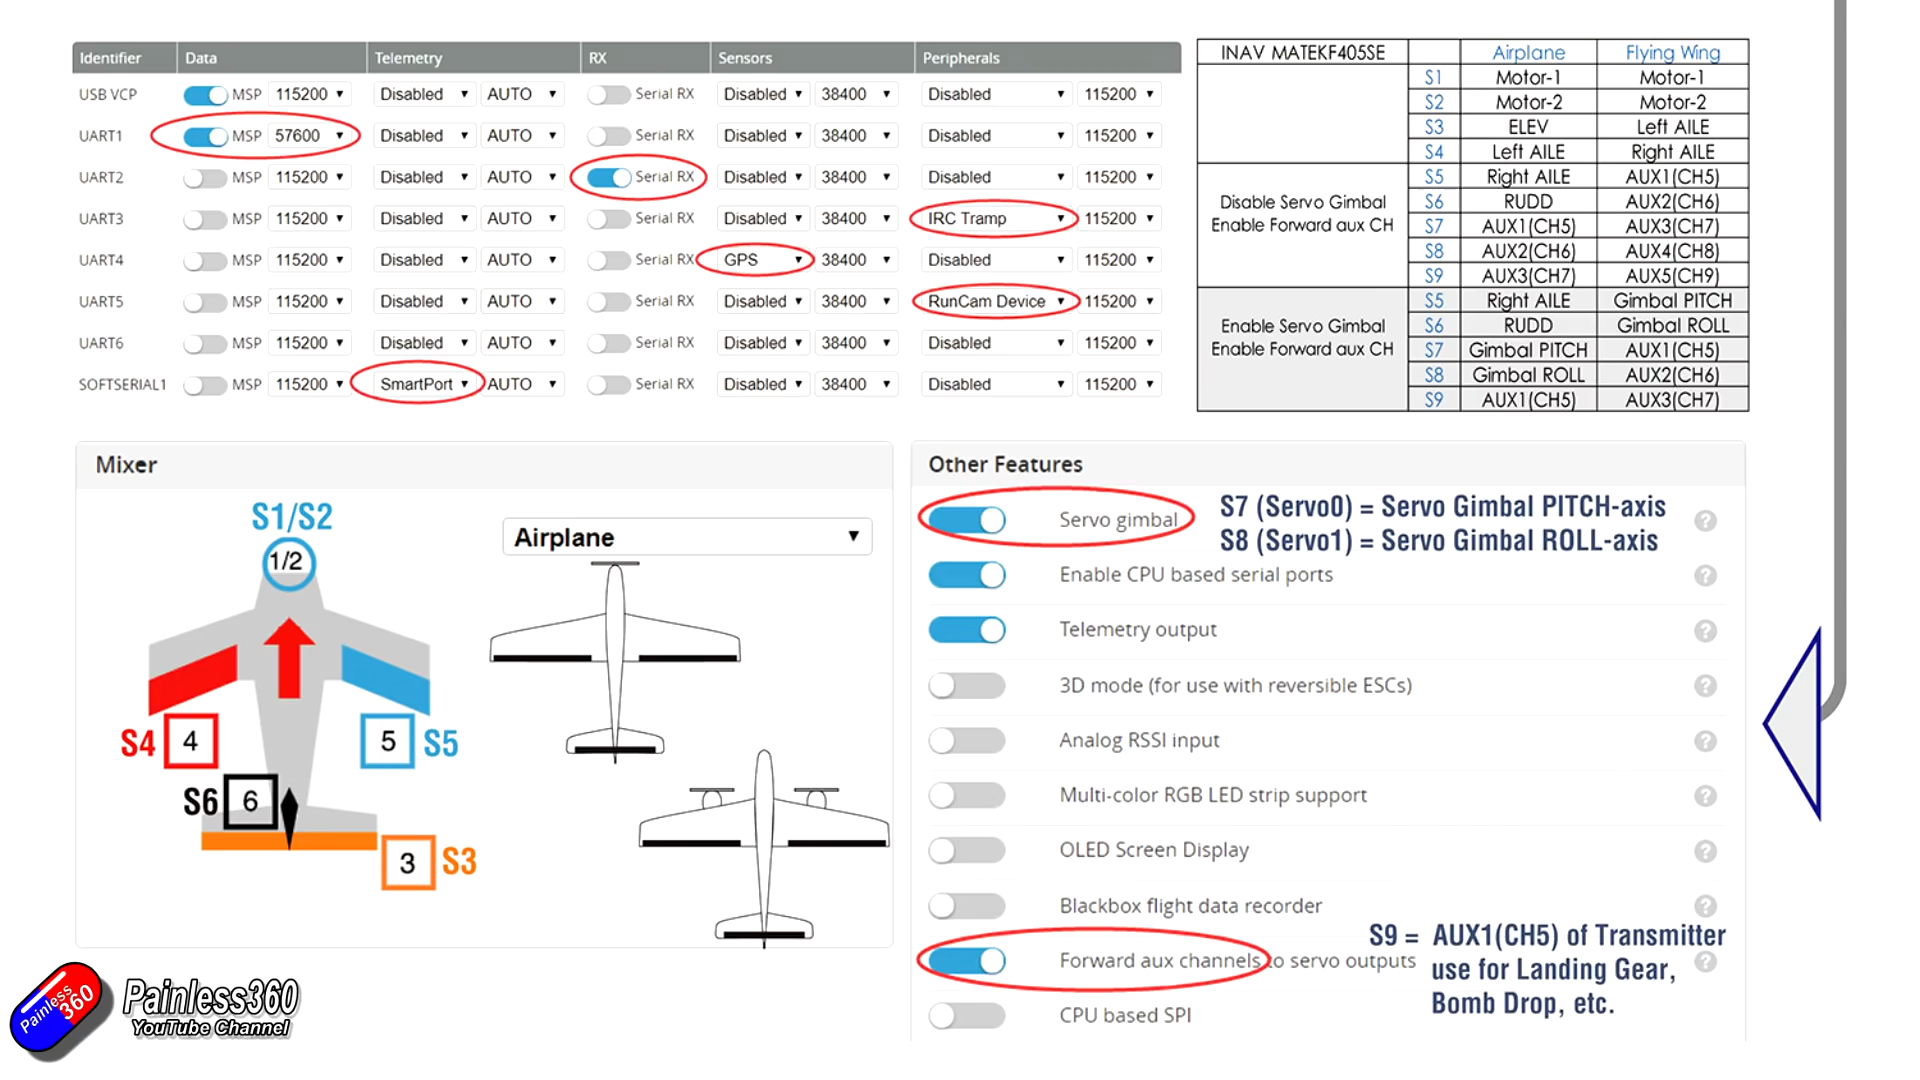 Identifier Data Telemetry RX Sensors Peripherals
USB VCP MSP 115200 Disabled AUTO Serial RX Disabled 38400 Disabled 115200
UART1 MSP 57600 Disabled AUTO Serial RX Disabled 38400 Disabled 115200
UART2 MSP 115200 Disabled AUTO Serial RX Disabled 38400 Disabled 115200
UART3 MSP 115200 Disabled AUTO Serial RX Disabled 38400 IRC Tramp 115200
UART4 MSP 115200 Disabled AUTO Serial RX GPS 38400 Disabled 115200
UART5 MSP 115200 Disabled AUTO Serial RX Disabled 38400 RunCam Device 115200
UART6 MSP 115200 Disabled AUTO Serial RX Disabled 38400 Disabled 115200
SOFTSERIAL1 MSP 115200 SmartPort AUTO Serial RX Disabled 38400 Disabled 115200
INAV MATEKF405SE Airplane Flying Wing
S1 Motor-1 Motor-1
S2 Motor-2 Motor-2
S3 ELEV Left AILE
S4 Left AILE Right AILE
Disable Servo Gimbal
Enable Forward aux CH
S5 Right AILE AUX1(CH5)
S6 RUDD AUX2(CH6)
S7 AUX1(CH5) AUX3(CH7)
S8 AUX2(CH6) AUX4(CH8)
S9 AUX3(CH7) AUX5(CH9)
Enable Servo Gimbal
Enable Forward aux CH
S5 Right AILE Gimbal PITCH
S6 RUDD Gimbal ROLL
S7 Gimbal PITCH AUX1(CH5)
S8 Gimbal ROLL AUX2(CH6)
S9 AUX1(CH5) AUX3(CH7)
Mixer
S1/S2
1/2
Airplane
S4 4
5 S5
S6 6
3 S3
Other Features
Servo gimbal
S7 (Servo0) = Servo Gimbal PITCH-axis
S8 (Servo1) = Servo Gimbal ROLL-axis
?
Enable CPU based serial ports ?
Telemetry output ?
3D mode (for use with reversible ESCs) ?
Analog RSSI input ?
Multi-color RGB LED strip support ?
OLED Screen Display ?
Blackbox flight data recorder ?
Forward aux channels to servo outputs ?
S9 = AUX1(CH5) of Transmitter
use for Landing Gear,
Bomb Drop, etc.
CPU based SPI
Painless
360
Painless360
YouTube Channel